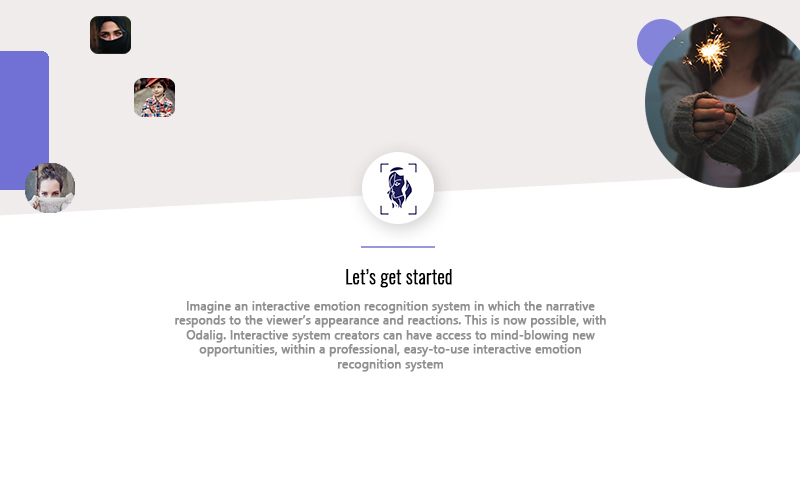 Let's get started
Imagine an interactive emotion recognition system in which the narrative
responds to the viewer's appearance and reactions. This is now possible, with
Odalig. Interactive system creators can have access to mind-blowing new
opportunities, within a professional, easy-to-use interactive emotion
recognition system